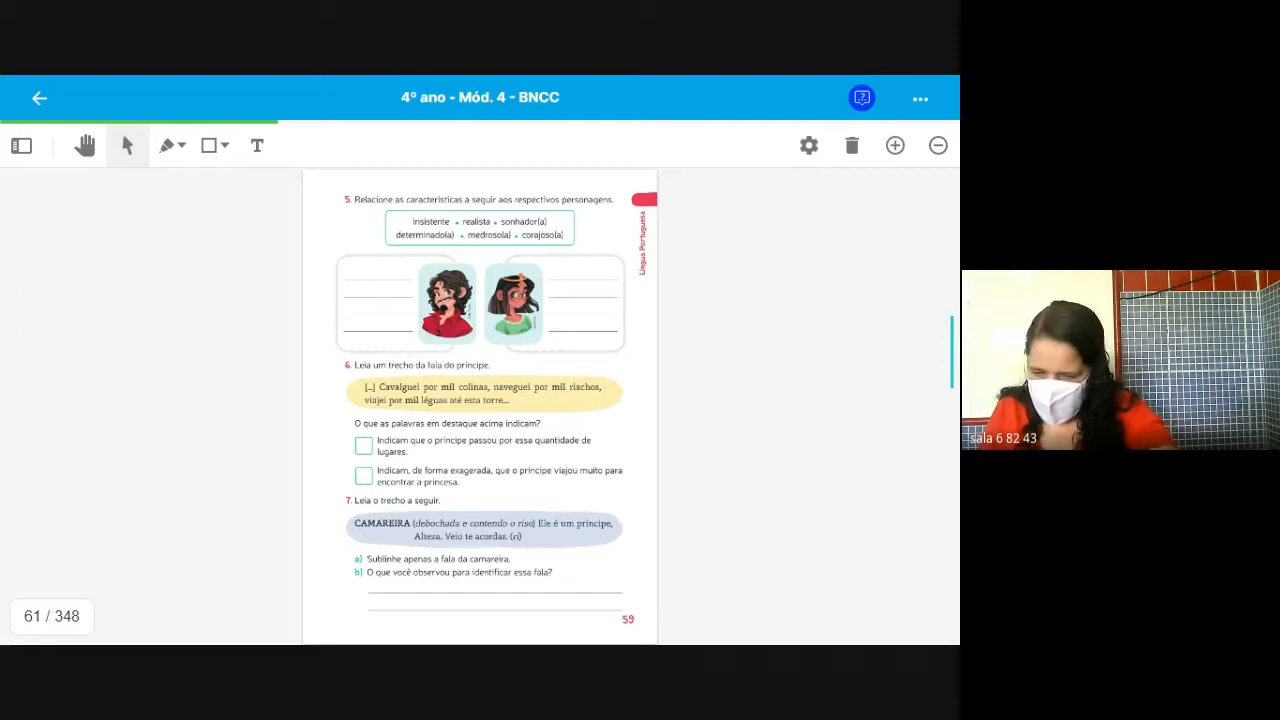 4º ano - Mód. 4 - BNCC
5. Relacione as características a seguir aos respectivos personagens.
insistente • realista • sonhador(a)
determinado(a) • medroso(a) • corajoso(a)
Língua Portuguesa
6. Leia um trecho da fala do príncipe.
[...] Cavalguei por mil colinas, naveguei por mil riachos,
viajei por mil léguas até esta torre...
O que as palavras em destaque acima indicam?
Indicam que o príncipe passou por essa quantidade de
lugares.
Indicam, de forma exagerada, que o príncipe viajou muito para
encontrar a princesa.
7. Leia o trecho a seguir.
CAMAREIRA (debochada e contendo o riso) Ele é um príncipe,
Alteza. Veio te acordar. (ri)
a) Sublinhe apenas a fala da camareira.
b) O que você observou para identificar essa fala?
59
61 / 348
sala 6 82 43